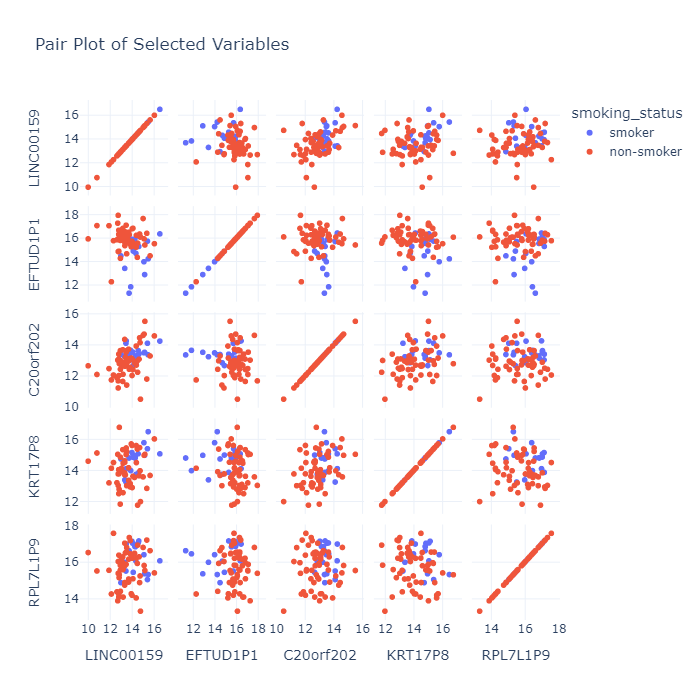 Pair Plot of Selected Variables
smoking_status
smoker
non-smoker
LINC00159
16
14
12
10
EFTUD1P1
18
16
14
12
C20orf202
16
14
12
10
KRT17P8
16
14
12
RPL7L1P9
18
16
14
10 12 14 16
12 14 16 18
10 12 14 16
12 14 16
14 16 18
LINC00159 EFTUD1P1 C20orf202 KRT17P8 RPL7L1P9